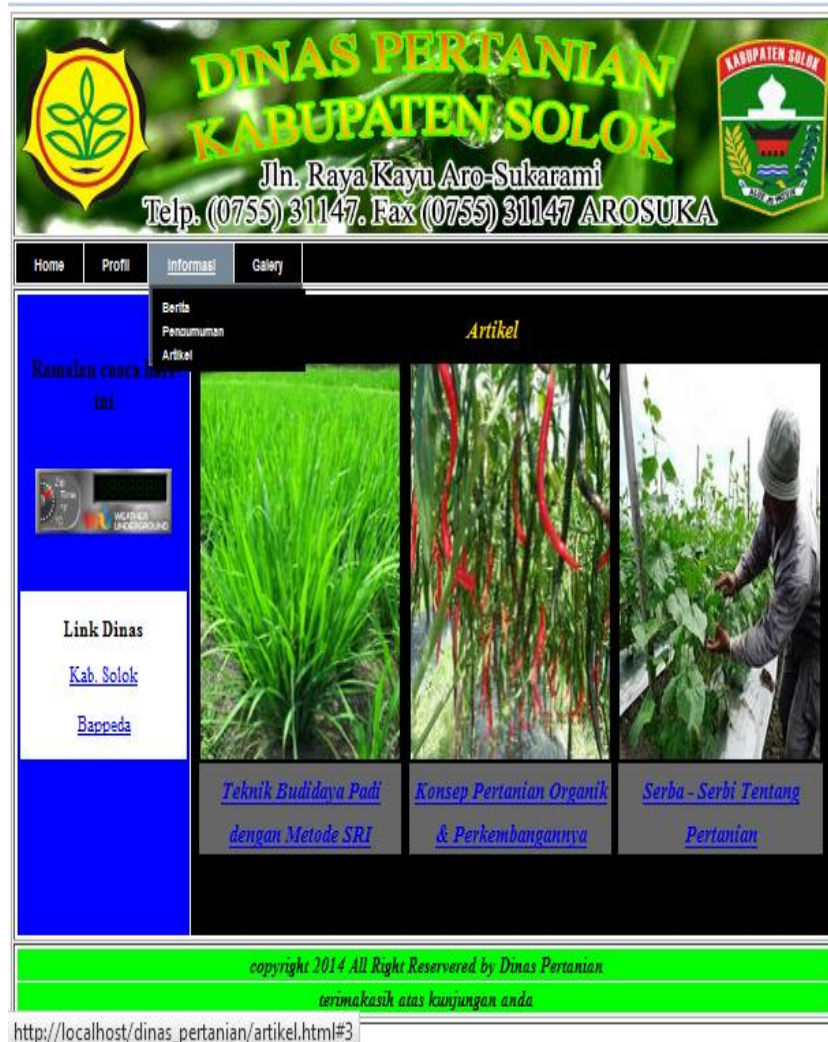 DINAS PERTANIAN
KABUPATEN SOLOK
Jln. Raya Kayu Aro-Sukarami
Telp. (0755) 31147. Fax (0755) 31147 AROSUKA
KABUPATEN SOLOK
Home Profil Informasi Galery
Berita
Pengumuman
Artikel
Artikel
Ramalan cuaca hari
ini
Zip
Time
°F
°C
WEATHER
UNDERGROUND
Link Dinas
Kab. Solok
Bappeda
Teknik Budidaya Padi
dengan Metode SRI
Konsep Pertanian Organik
& Perkembangannya
Serba - Serbi Tentang
Pertanian
copyright 2014 All Right Reservered by Dinas Pertanian
terimakasih atas kunjungan anda
http://localhost/dinas_pertanian/artikel.html#3